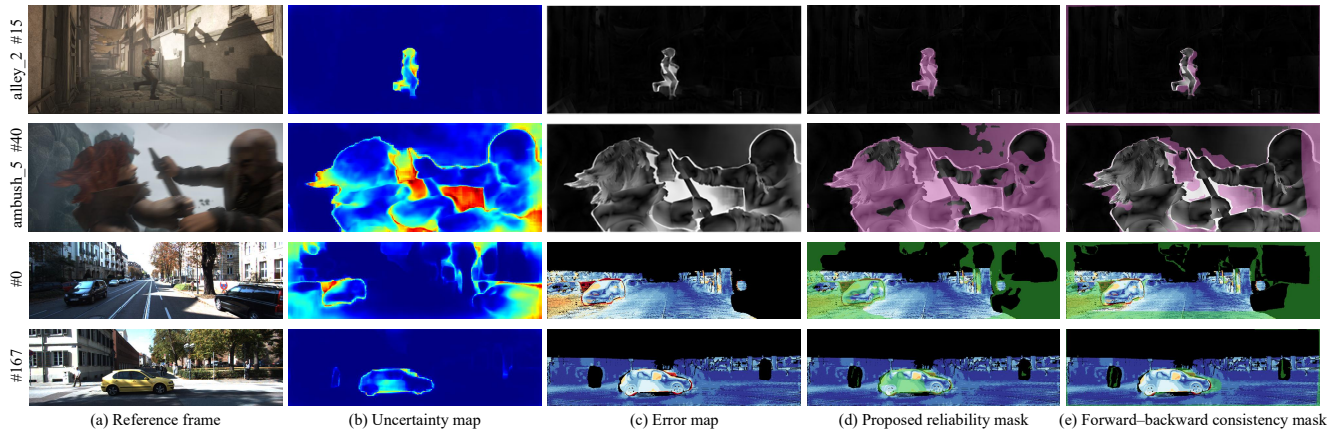 alley_2 #15
ambush_5 #40
#0
#167
(a) Reference frame
(b) Uncertainty map
(c) Error map
(d) Proposed reliability mask
(e) Forward–backward consistency mask